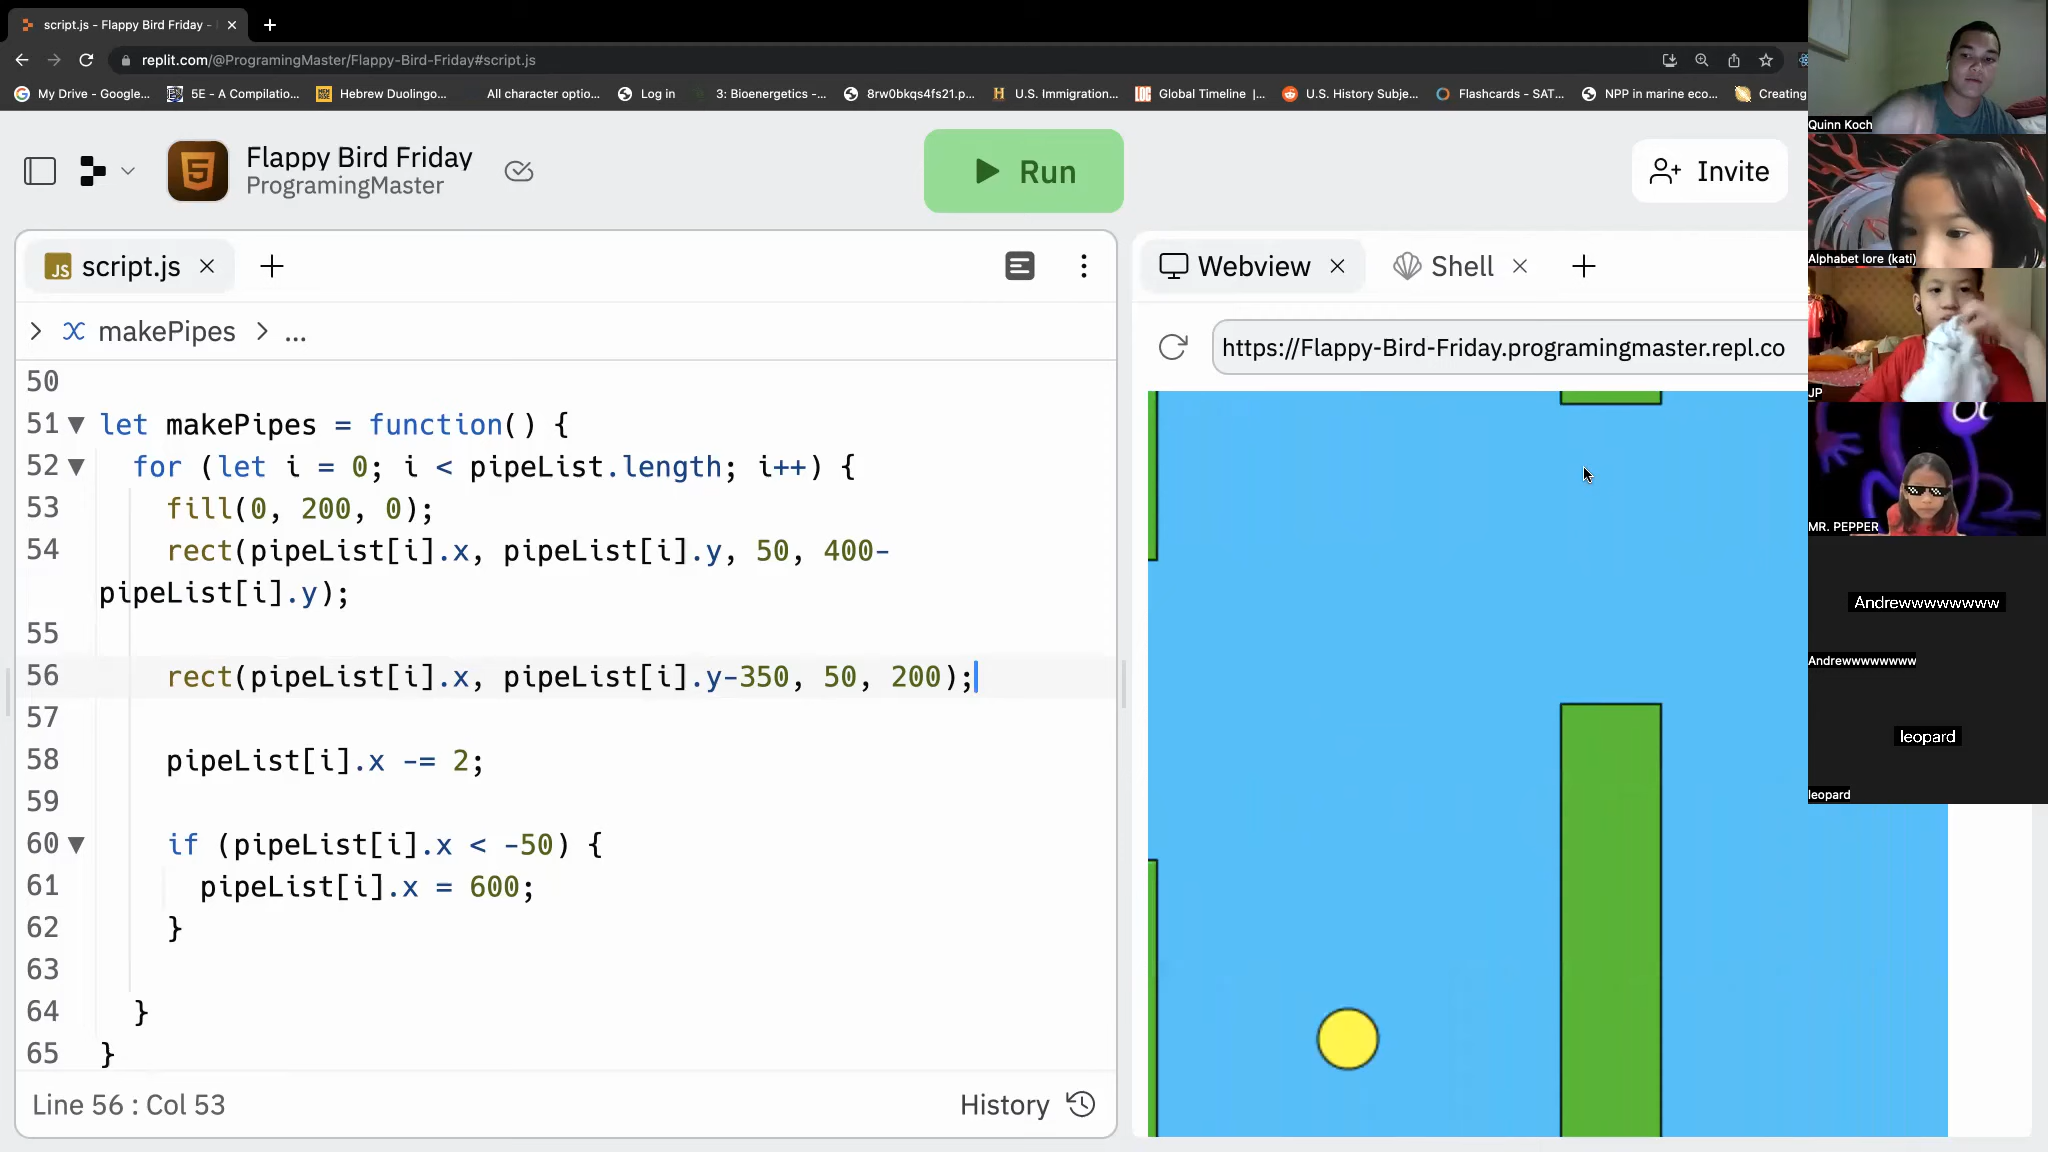 script.js - Flappy Bird Friday -
replit.com/@ProgramingMaster/Flappy-Bird-Friday#script.js
My Drive - Google... 5E - A Compilatio... Hebrew Duolingo... All character optio... Log in 3: Bioenergetics -... 8rw0bkqs4fs21.p... U.S. Immigration... Global Timeline |... U.S. History Subje... Flashcards - SAT... NPP in marine eco... Creating
Flappy Bird Friday
ProgramingMaster
Run
Invite
script.js
makePipes > ...
50
51 let makePipes = function() {
52 for (let i = 0; i < pipeList.length; i++) {
53 fill(0, 200, 0);
54 rect(pipeList[i].x, pipeList[i].y, 50, 400-
pipeList[i].y);
55
56 rect(pipeList[i].x, pipeList[i].y-350, 50, 200);
57
58 pipeList[i].x -= 2;
59
60 if (pipeList[i].x < -50) {
61 pipeList[i].x = 600;
62 }
63
64 }
65 }
Line 56 : Col 53
History
Webview
Shell
https://Flappy-Bird-Friday.programingmaster.repl.co
Quinn Koch
Alphabet lore (kati)
JP
MR. PEPPER
Andrewwwwwwwww
Andrewwwwwwwww
leopard
leopard